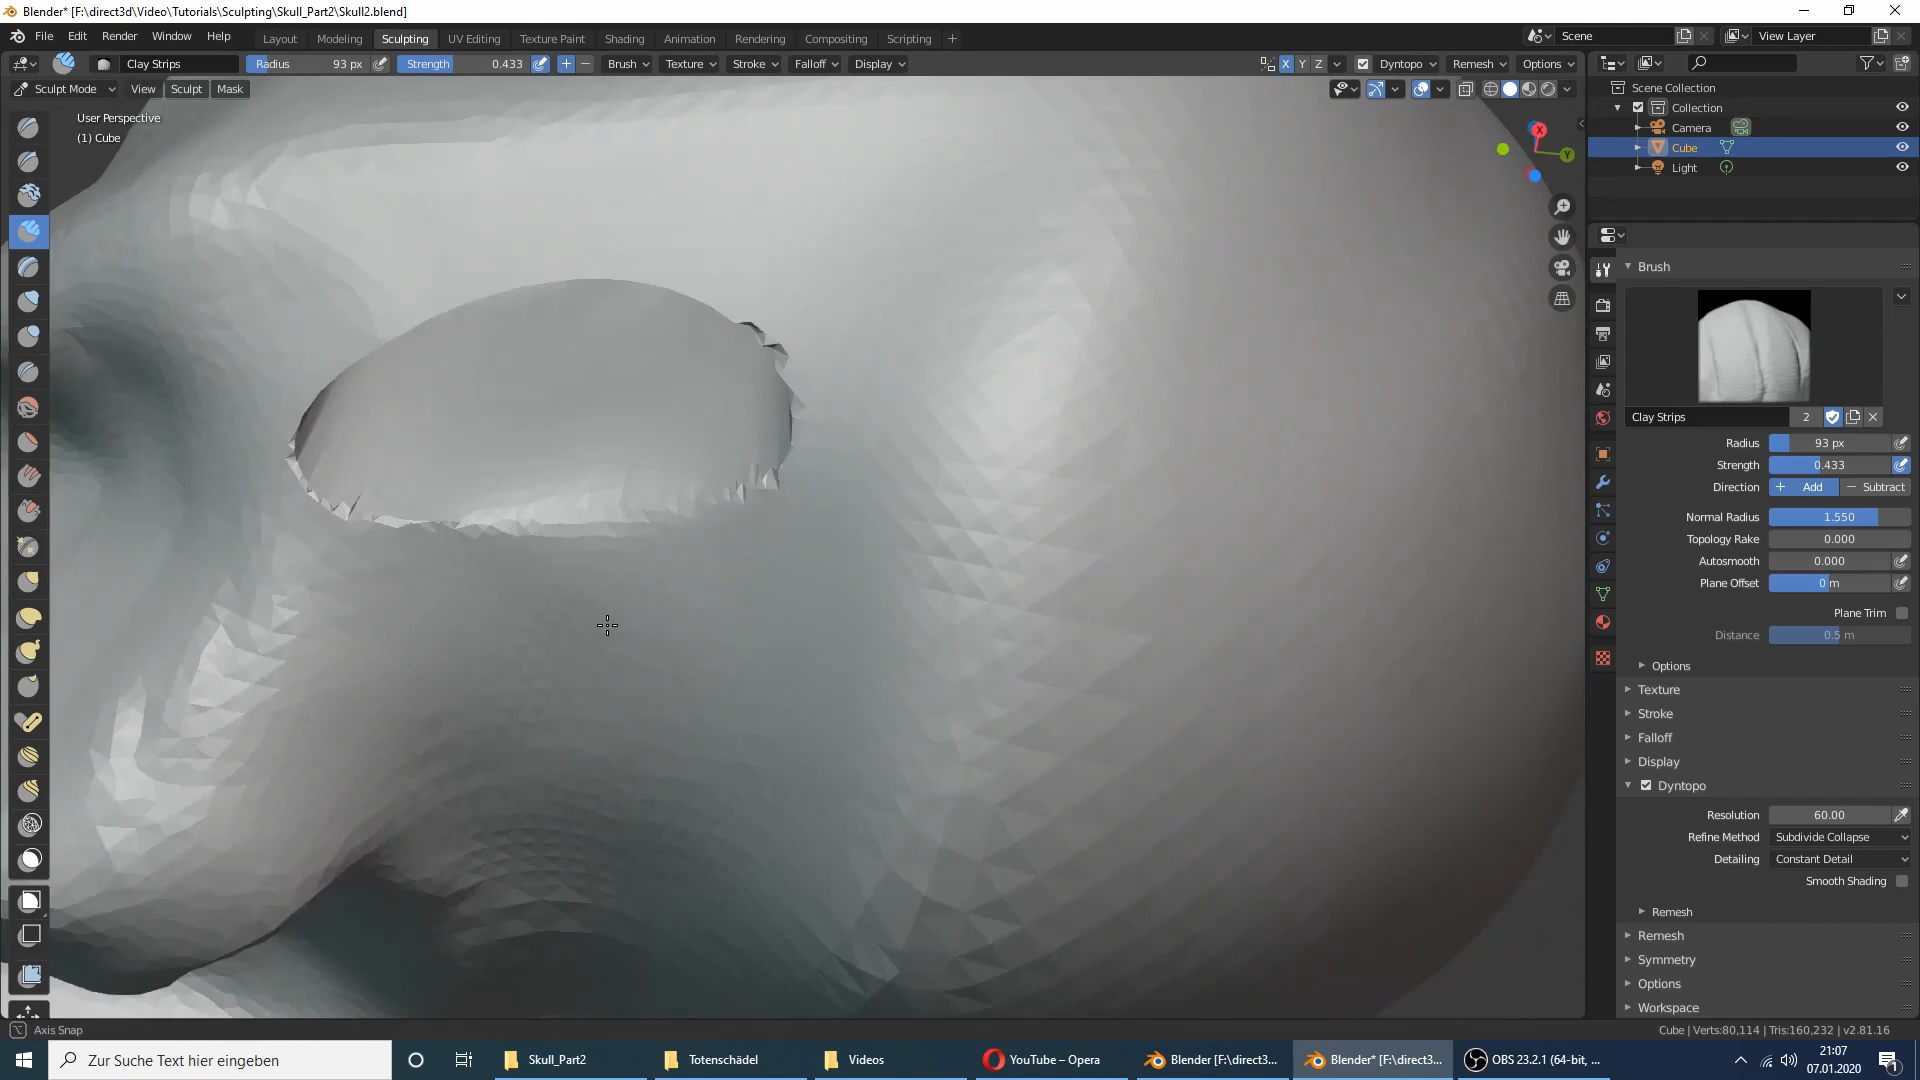 Blender* [F:\direct3d\Video\Tutorials\Sculpting\Skull_Part2\Skull2.blend]
File Edit Render Window Help Layout Modeling Sculpting UV Editing Texture Paint Shading Animation Rendering Compositing Scripting + Scene View Layer
Clay Strips Radius 93 px Strength 0.433 + − Brush Texture Stroke Falloff Display X Y Z Dyntopo Remesh Options
Sculpt Mode View Sculpt Mask
User Perspective
(1) Cube
X
Y
Scene Collection
Collection
Camera
Cube
Light
Brush
Clay Strips 2
Radius 93 px
Strength 0.433
Direction + Add − Subtract
Normal Radius 1.550
Topology Rake 0.000
Autosmooth 0.000
Plane Offset 0 m
Plane Trim
Distance 0.5 m
Options
Texture
Stroke
Falloff
Display
Dyntopo
Resolution 60.00
Refine Method Subdivide Collapse
Detailing Constant Detail
Smooth Shading
Remesh
Remesh
Symmetry
Options
Workspace
Axis Snap
Cube | Verts:80,114 | Tris:160,232 | v2.81.16
Zur Suche Text hier eingeben
Skull_Part2
Totenschädel
Videos
YouTube – Opera
Blender [F:\direct3...
Blender* [F:\direct3...
OBS 23.2.1 (64-bit, ...
21:07
07.01.2020
1